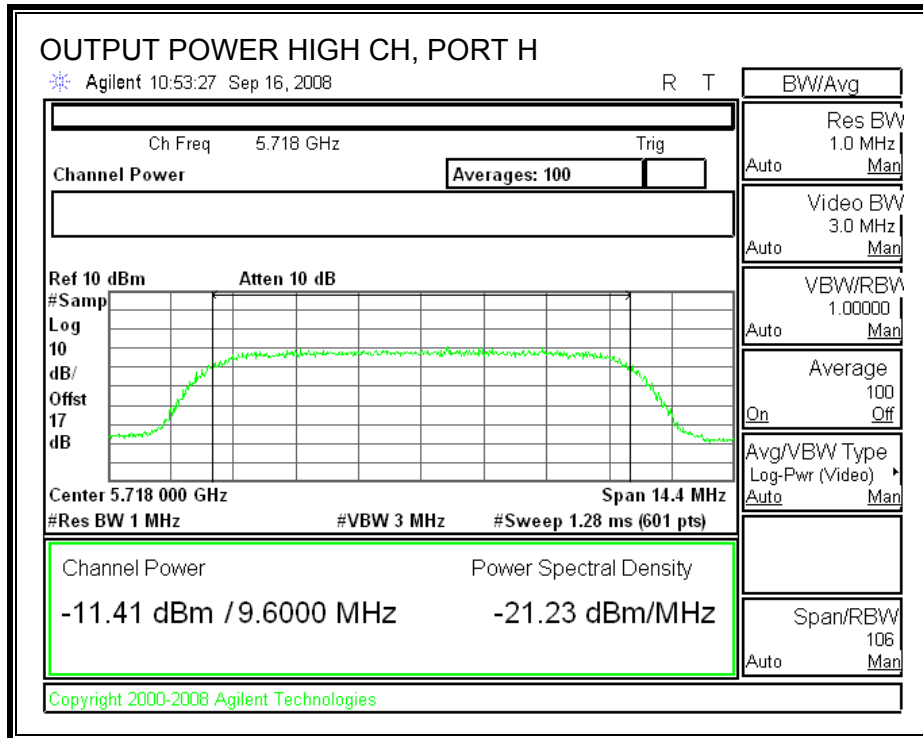 OUTPUT POWER HIGH CH, PORT H
Agilent 10:53:27 Sep 16, 2008 R T
BW/Avg
Ch Freq 5.718 GHz Trig
Channel Power Averages: 100
Ref 10 dBm Atten 10 dB
#Samp
Log
10
dB/
Offst
17
dB
Center 5.718 000 GHz Span 14.4 MHz
#Res BW 1 MHz #VBW 3 MHz #Sweep 1.28 ms (601 pts)
Channel Power Power Spectral Density
-11.41 dBm / 9.6000 MHz -21.23 dBm/MHz
Copyright 2000-2008 Agilent Technologies
Res BW
1.0 MHz
Auto Man
Video BW
3.0 MHz
Auto Man
VBW/RBW
1.00000
Auto Man
Average
100
On Off
Avg/VBW Type
Log-Pwr (Video)
Auto Man
Span/RBW
106
Auto Man